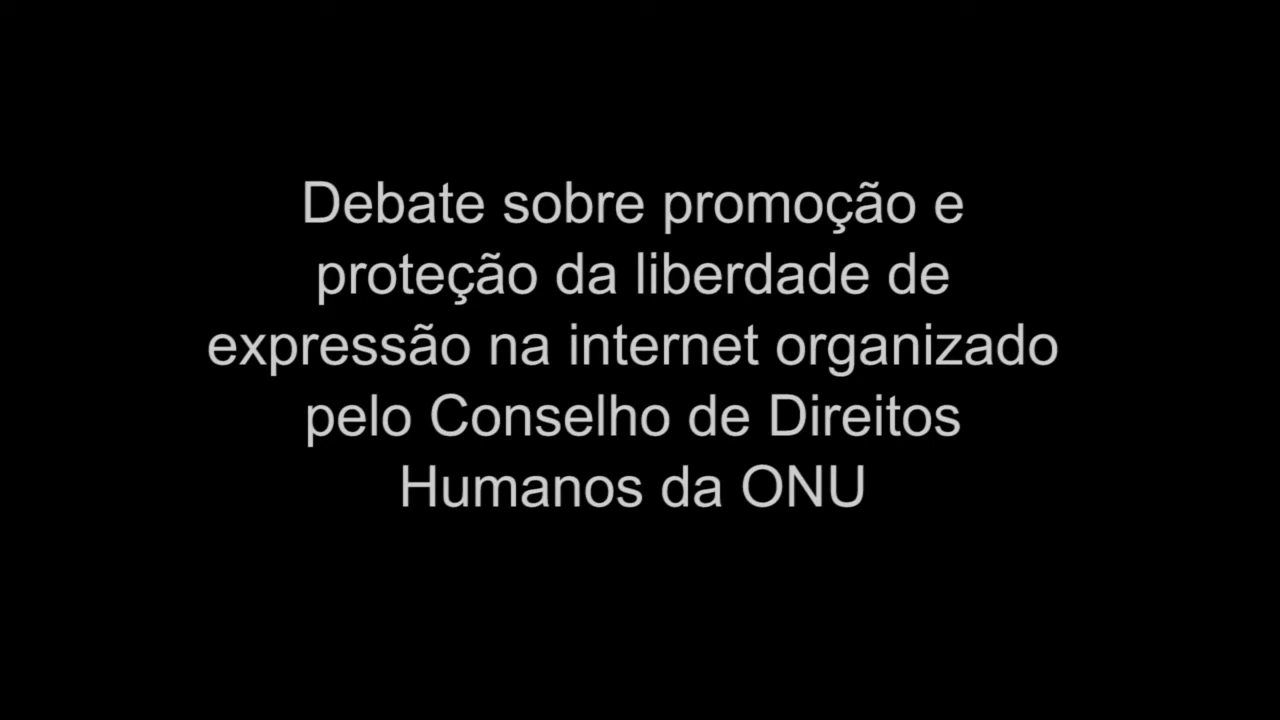 Debate sobre promoção e
proteção da liberdade de
expressão na internet organizado
pelo Conselho de Direitos
Humanos da ONU